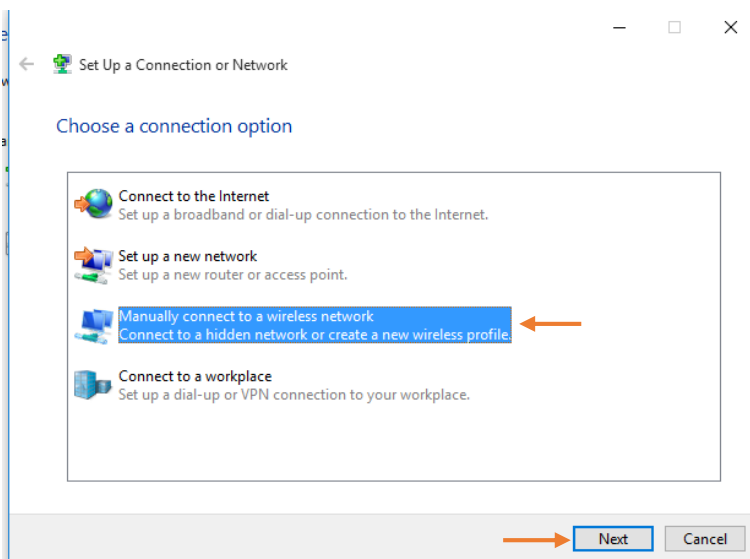 Set Up a Connection or Network
Choose a connection option
Connect to the Internet
Set up a broadband or dial-up connection to the Internet.
Set up a new network
Set up a new router or access point.
Manually connect to a wireless network
Connect to a hidden network or create a new wireless profile.
Connect to a workplace
Set up a dial-up or VPN connection to your workplace.
Next Cancel